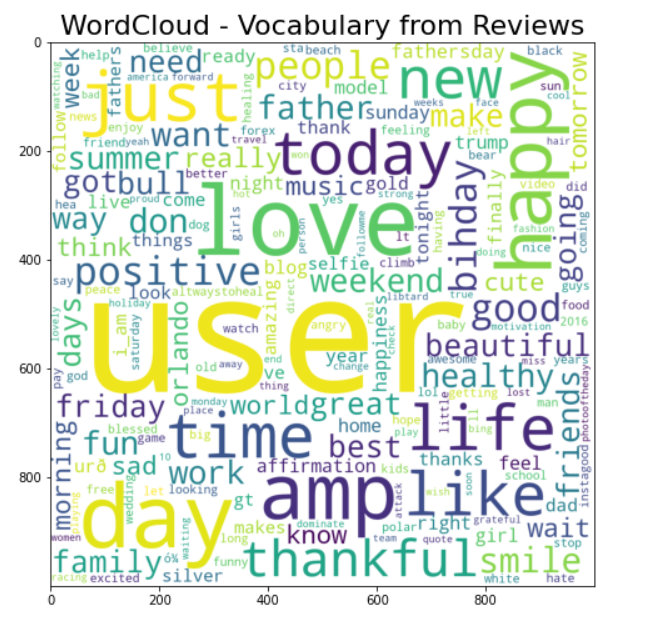 WordCloud - Vocabulary from Reviews
0
200
400
600
800
0 200 400 600 800
believe sta beach fathersday black
help need ready people new happy
week watching america forward city model sun cool
bad fathers just healing father sunday make weeks face tomorrow
news enjoy forex thank feeling left hair
follow friend yeah want travel today trump
summer really won bear
got bull better night music gold strong video did
hea live proud come hot yes tonight finally fashion
way don dog girls love person followme having bihday going coming
think things oh lt nice
say positive blog selfie climb doing cute guys
peace look altwaystoheal weekend
holiday direct libtard true good food
lovely days i_am saturday orlando user amazing watch angry real happiness baby motivation 2016
old away year check beautiful
god end ve change awesome miss years
pay thing healthy
friday monday place world great lol getting lost man
morning blessed time home hope life little ll bing friends photooftheday instagood
fun game big best play
urð sad 10 work affirmation kids thanks feel school
free wedding let looking gt amp attack wish soon like dad
playing day waiting makes dominate polar right grateful wait
women long know team quote girl stop
family ó¾ funny thankful smile
racing excited silver white hate